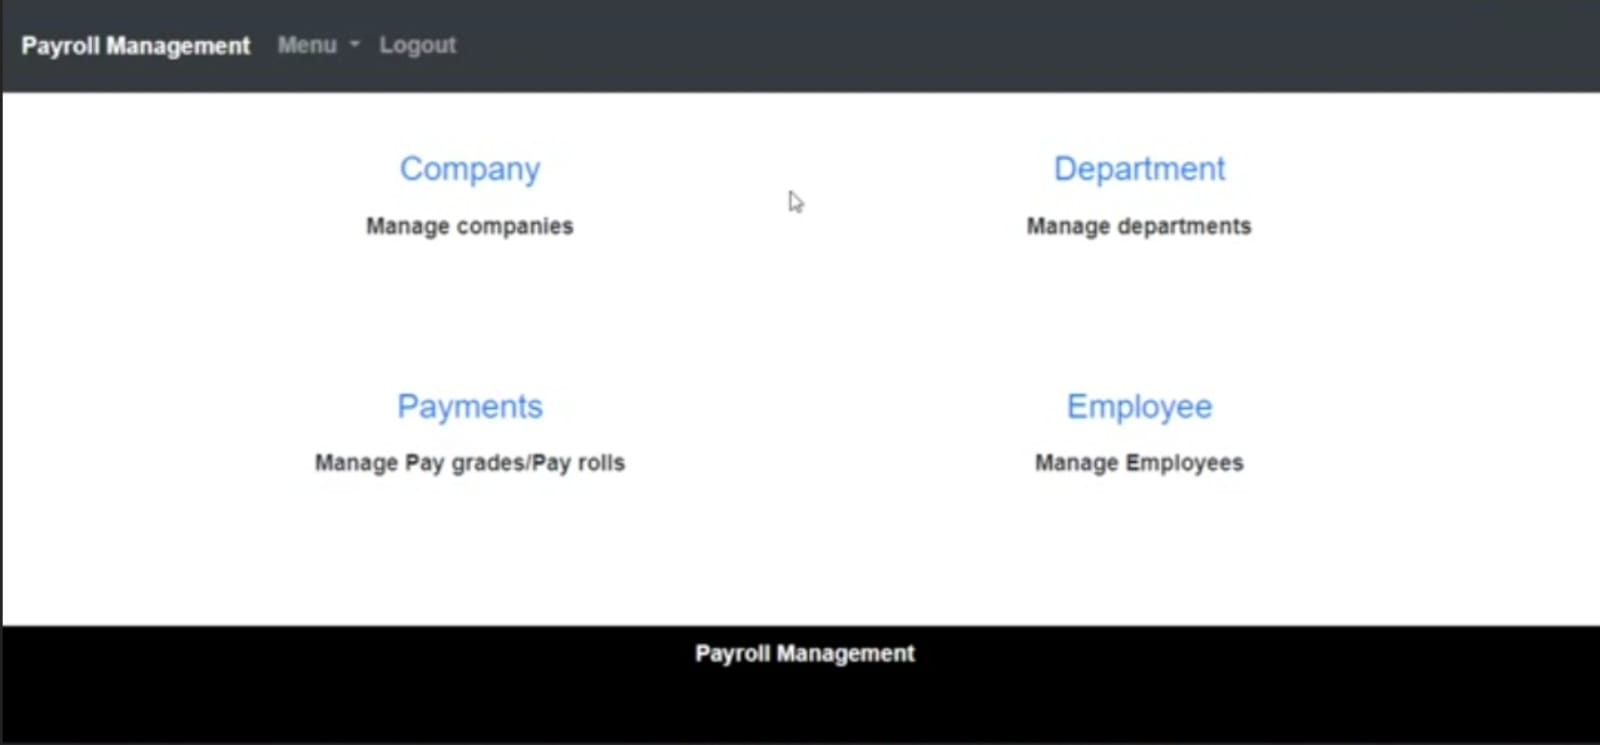 Payroll Management Menu Logout
Company
Department
Manage companies
Manage departments
Payments
Employee
Manage Pay grades/Pay rolls
Manage Employees
Payroll Management